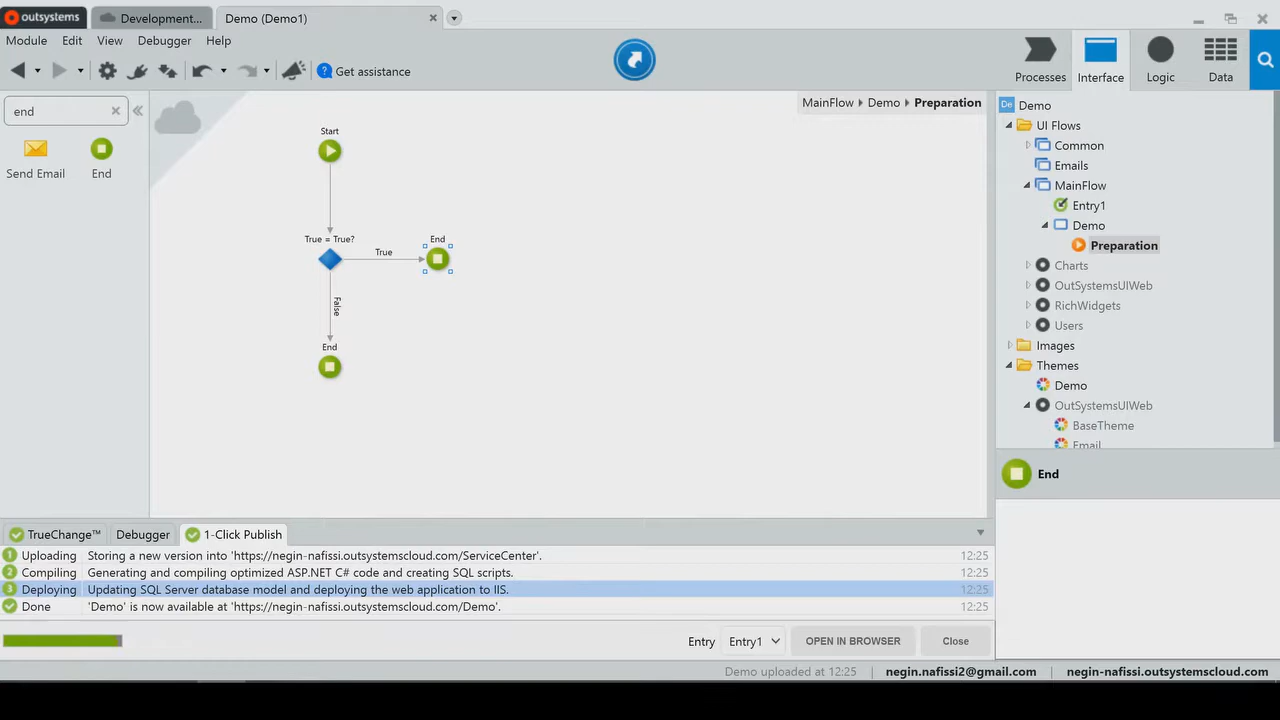 outsystems
Development...
Demo (Demo1)
Module
Edit
View
Debugger
Help
Get assistance
Processes
Interface
Logic
Data
end
Send Email
End
MainFlow
Demo
Preparation
Start
True = True?
True
End
False
End
Demo
UI Flows
Common
Emails
MainFlow
Entry1
Demo
Preparation
Charts
OutSystemsUIWeb
RichWidgets
Users
Images
Themes
Demo
OutSystemsUIWeb
BaseTheme
Email
End
TrueChange™
Debugger
1-Click Publish
1 Uploading Storing a new version into 'https://negin-nafissi.outsystemscloud.com/ServiceCenter'. 12:25
2 Compiling Generating and compiling optimized ASP.NET C# code and creating SQL scripts. 12:25
3 Deploying Updating SQL Server database model and deploying the web application to IIS. 12:25
Done 'Demo' is now available at 'https://negin-nafissi.outsystemscloud.com/Demo'. 12:25
Entry
Entry1
OPEN IN BROWSER
Close
Demo uploaded at 12:25
negin.nafissi2@gmail.com
negin-nafissi.outsystemscloud.com